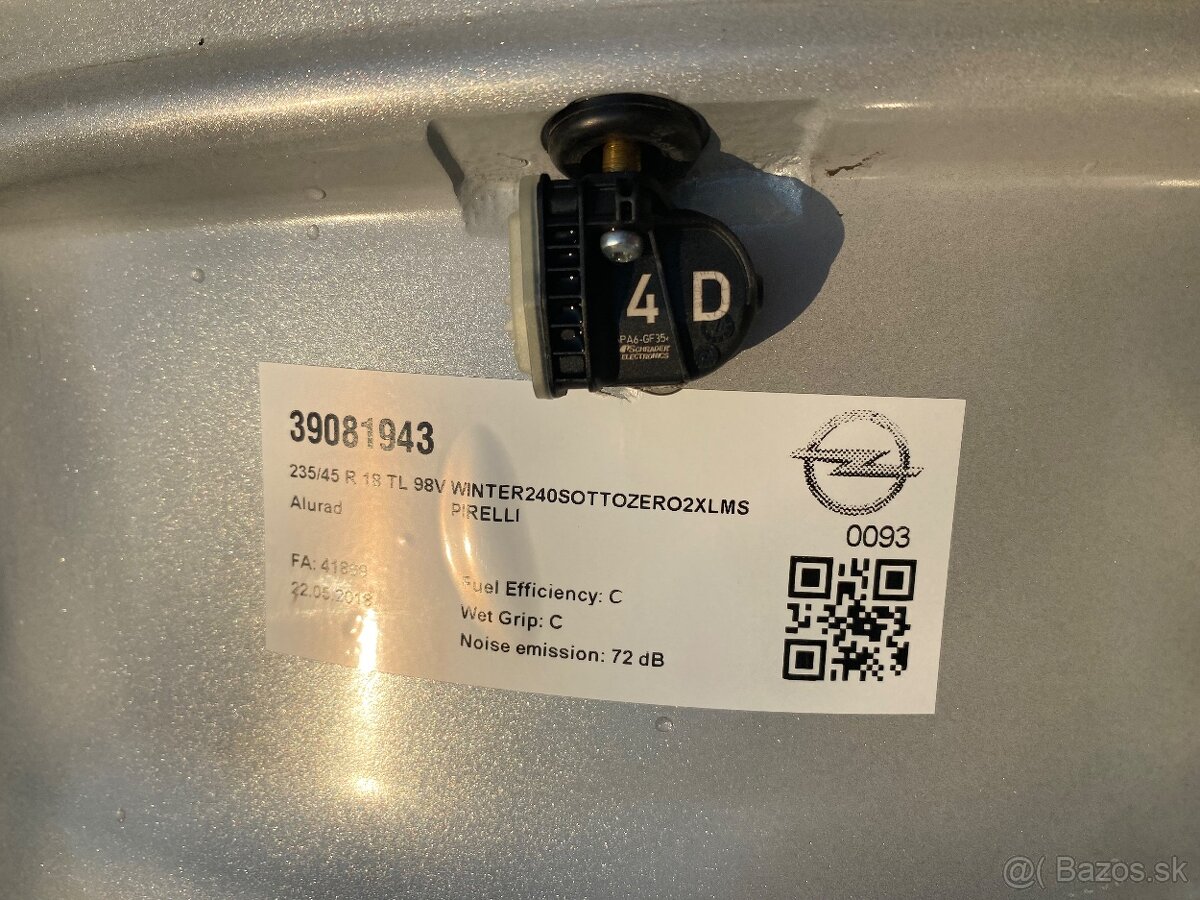 4 D
PA6-GF35
SCHRADER
ELECTRONICS
39081943
235/45 R 18 TL 98V WINTER240SOTTOZERO2XLMS
Alurad PIRELLI
0093
FA: 41899
22.05.2018
Fuel Efficiency: C
Wet Grip: C
Noise emission: 72 dB
@( Bazos.sk